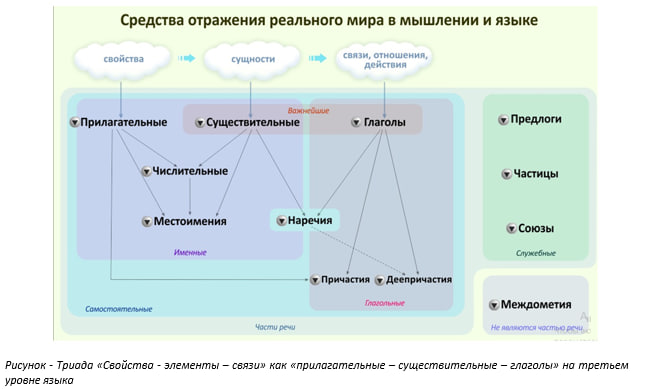 Средства отражения реального мира в мышлении и языке
свойства
сущности
связи, отношения,
действия
Важнейшие
Прилагательные
Существительные
Глаголы
Предлоги
Числительные
Частицы
Местоимения
Наречия
Союзы
Именные
Служебные
Причастия
Деепричастия
Самостоятельные
Глагольные
Междометия
Части речи
Не являются частью речи
Рисунок - Триада «Свойства - элементы – связи» как «прилагательные – существительные – глаголы» на третьем
уровне языка